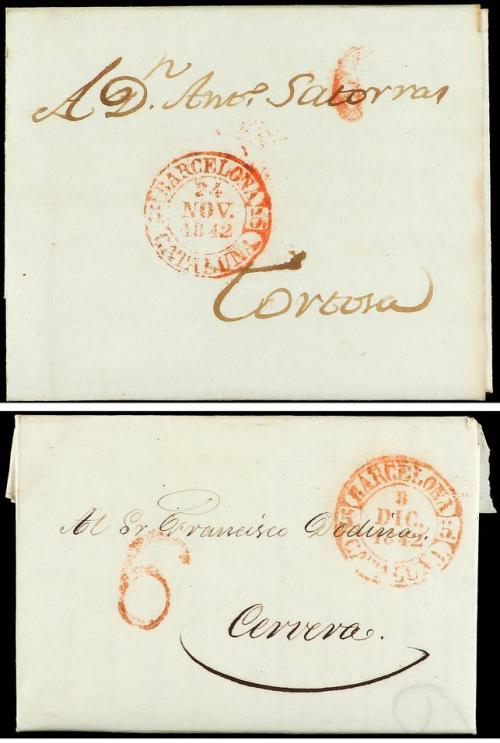 6
A Dn. Anto. Satorras
BARCELONA
24
NOV.
1842
CATALUÑA
Tortosa
BARCELONA
8
DIC.
1842
CATALUÑA
Al Sr. Francisco Dodina.
6
Cervera.